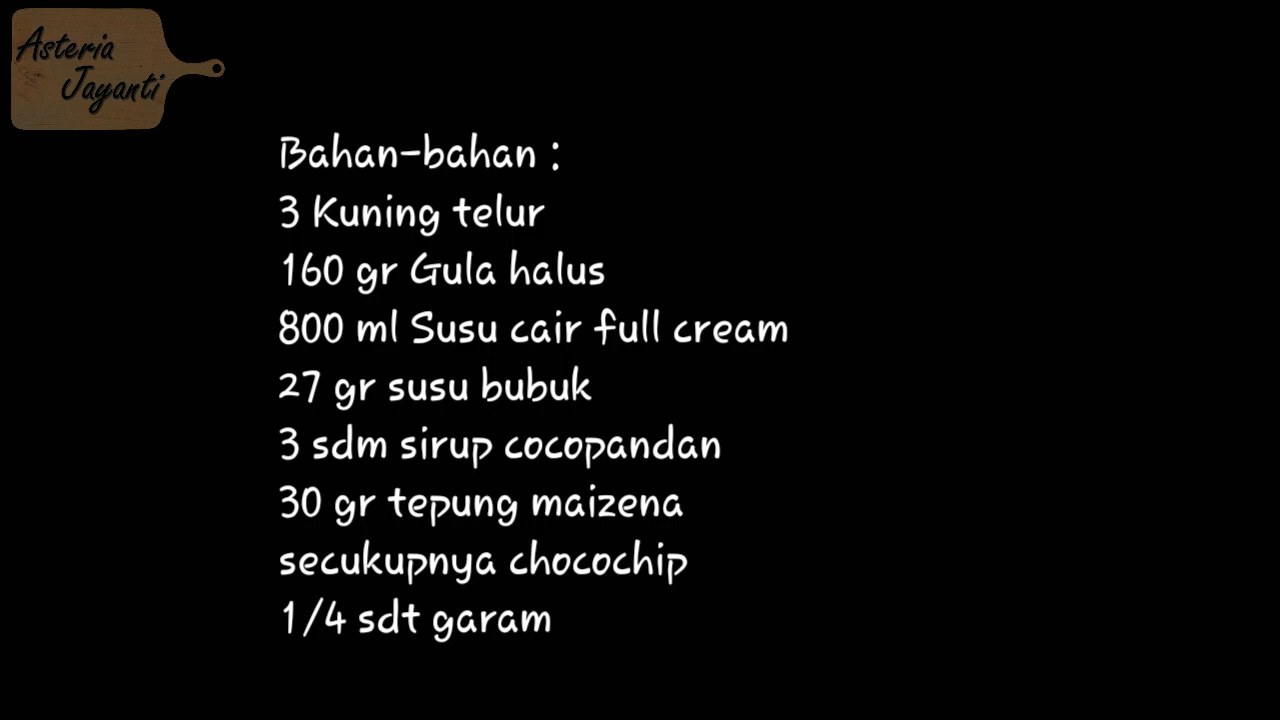 Asteria
Jayanti
Bahan-bahan :
3 Kuning telur
160 gr Gula halus
800 ml Susu cair full cream
27 gr susu bubuk
3 sdm sirup cocopandan
30 gr tepung maizena
secukupnya chocochip
1/4 sdt garam